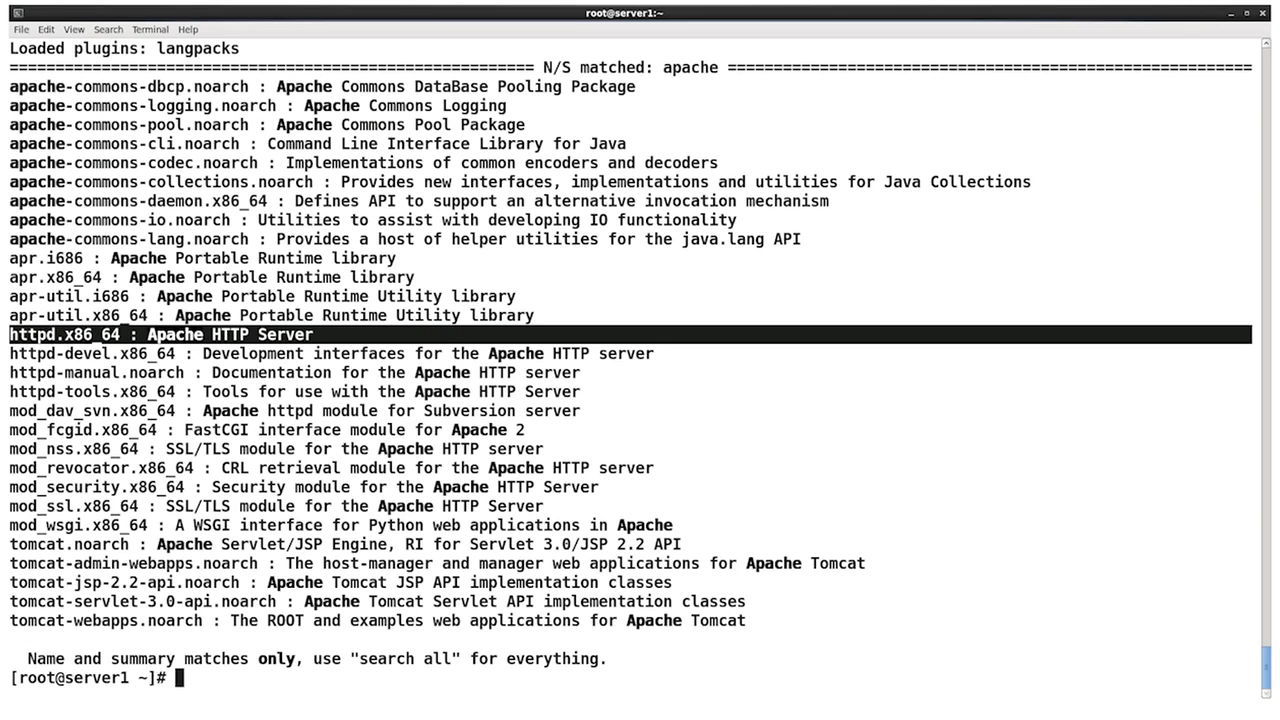 root@server1:~
File Edit View Search Terminal Help
Loaded plugins: langpacks
========================================================= N/S matched: apache =========================================================
apache-commons-dbcp.noarch : Apache Commons DataBase Pooling Package
apache-commons-logging.noarch : Apache Commons Logging
apache-commons-pool.noarch : Apache Commons Pool Package
apache-commons-cli.noarch : Command Line Interface Library for Java
apache-commons-codec.noarch : Implementations of common encoders and decoders
apache-commons-collections.noarch : Provides new interfaces, implementations and utilities for Java Collections
apache-commons-daemon.x86_64 : Defines API to support an alternative invocation mechanism
apache-commons-io.noarch : Utilities to assist with developing IO functionality
apache-commons-lang.noarch : Provides a host of helper utilities for the java.lang API
apr.i686 : Apache Portable Runtime library
apr.x86_64 : Apache Portable Runtime library
apr-util.i686 : Apache Portable Runtime Utility library
apr-util.x86_64 : Apache Portable Runtime Utility library
httpd.x86_64 : Apache HTTP Server
httpd-devel.x86_64 : Development interfaces for the Apache HTTP server
httpd-manual.noarch : Documentation for the Apache HTTP server
httpd-tools.x86_64 : Tools for use with the Apache HTTP Server
mod_dav_svn.x86_64 : Apache httpd module for Subversion server
mod_fcgid.x86_64 : FastCGI interface module for Apache 2
mod_nss.x86_64 : SSL/TLS module for the Apache HTTP server
mod_revocator.x86_64 : CRL retrieval module for the Apache HTTP server
mod_security.x86_64 : Security module for the Apache HTTP Server
mod_ssl.x86_64 : SSL/TLS module for the Apache HTTP Server
mod_wsgi.x86_64 : A WSGI interface for Python web applications in Apache
tomcat.noarch : Apache Servlet/JSP Engine, RI for Servlet 3.0/JSP 2.2 API
tomcat-admin-webapps.noarch : The host-manager and manager web applications for Apache Tomcat
tomcat-jsp-2.2-api.noarch : Apache Tomcat JSP API implementation classes
tomcat-servlet-3.0-api.noarch : Apache Tomcat Servlet API implementation classes
tomcat-webapps.noarch : The ROOT and examples web applications for Apache Tomcat
Name and summary matches only, use "search all" for everything.
[root@server1 ~]#